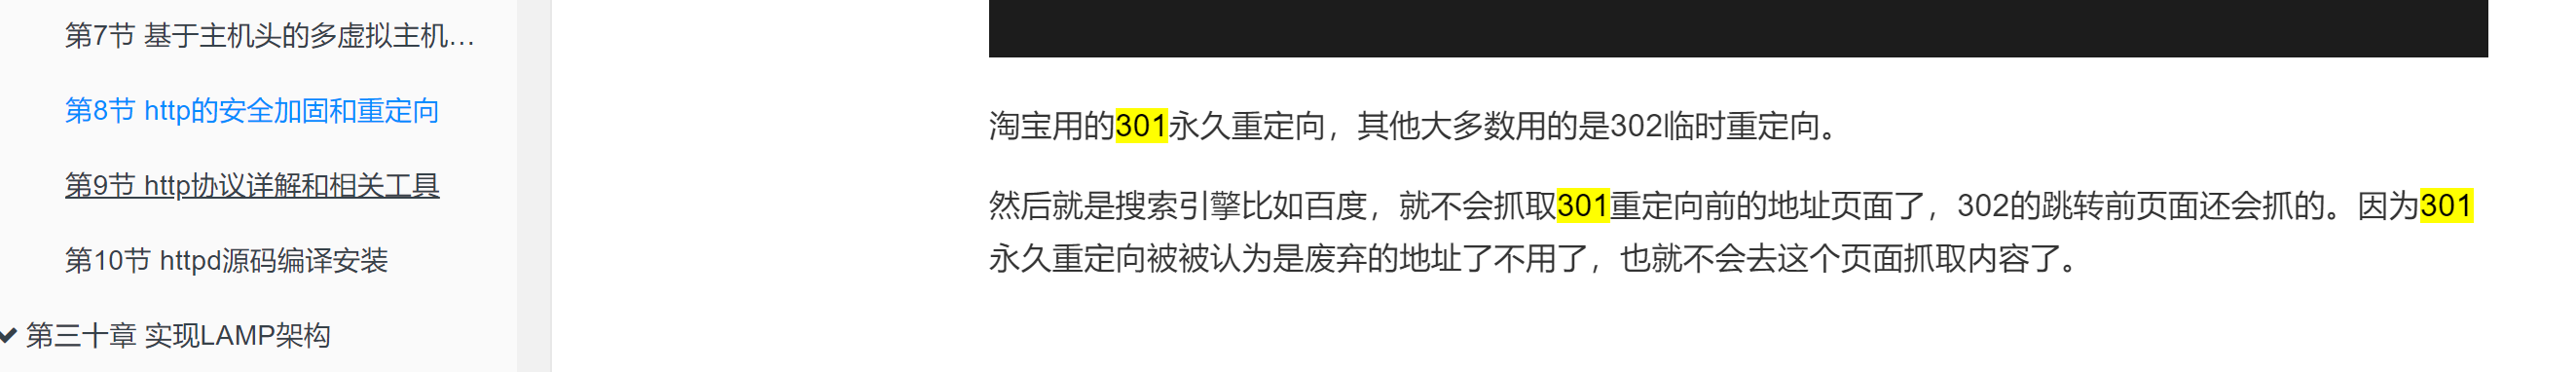 第7节 基于主机头的多虚拟主机...
第8节 http的安全加固和重定向
第9节 http协议详解和相关工具
第10节 httpd源码编译安装
第三十章 实现LAMP架构
淘宝用的301永久重定向，其他大多数用的是302临时重定向。
然后就是搜索引擎比如百度，就不会抓取301重定向前的地址页面了，302的跳转前页面还会抓的。因为301
永久重定向被被认为是废弃的地址了不用了，也就不会去这个页面抓取内容了。